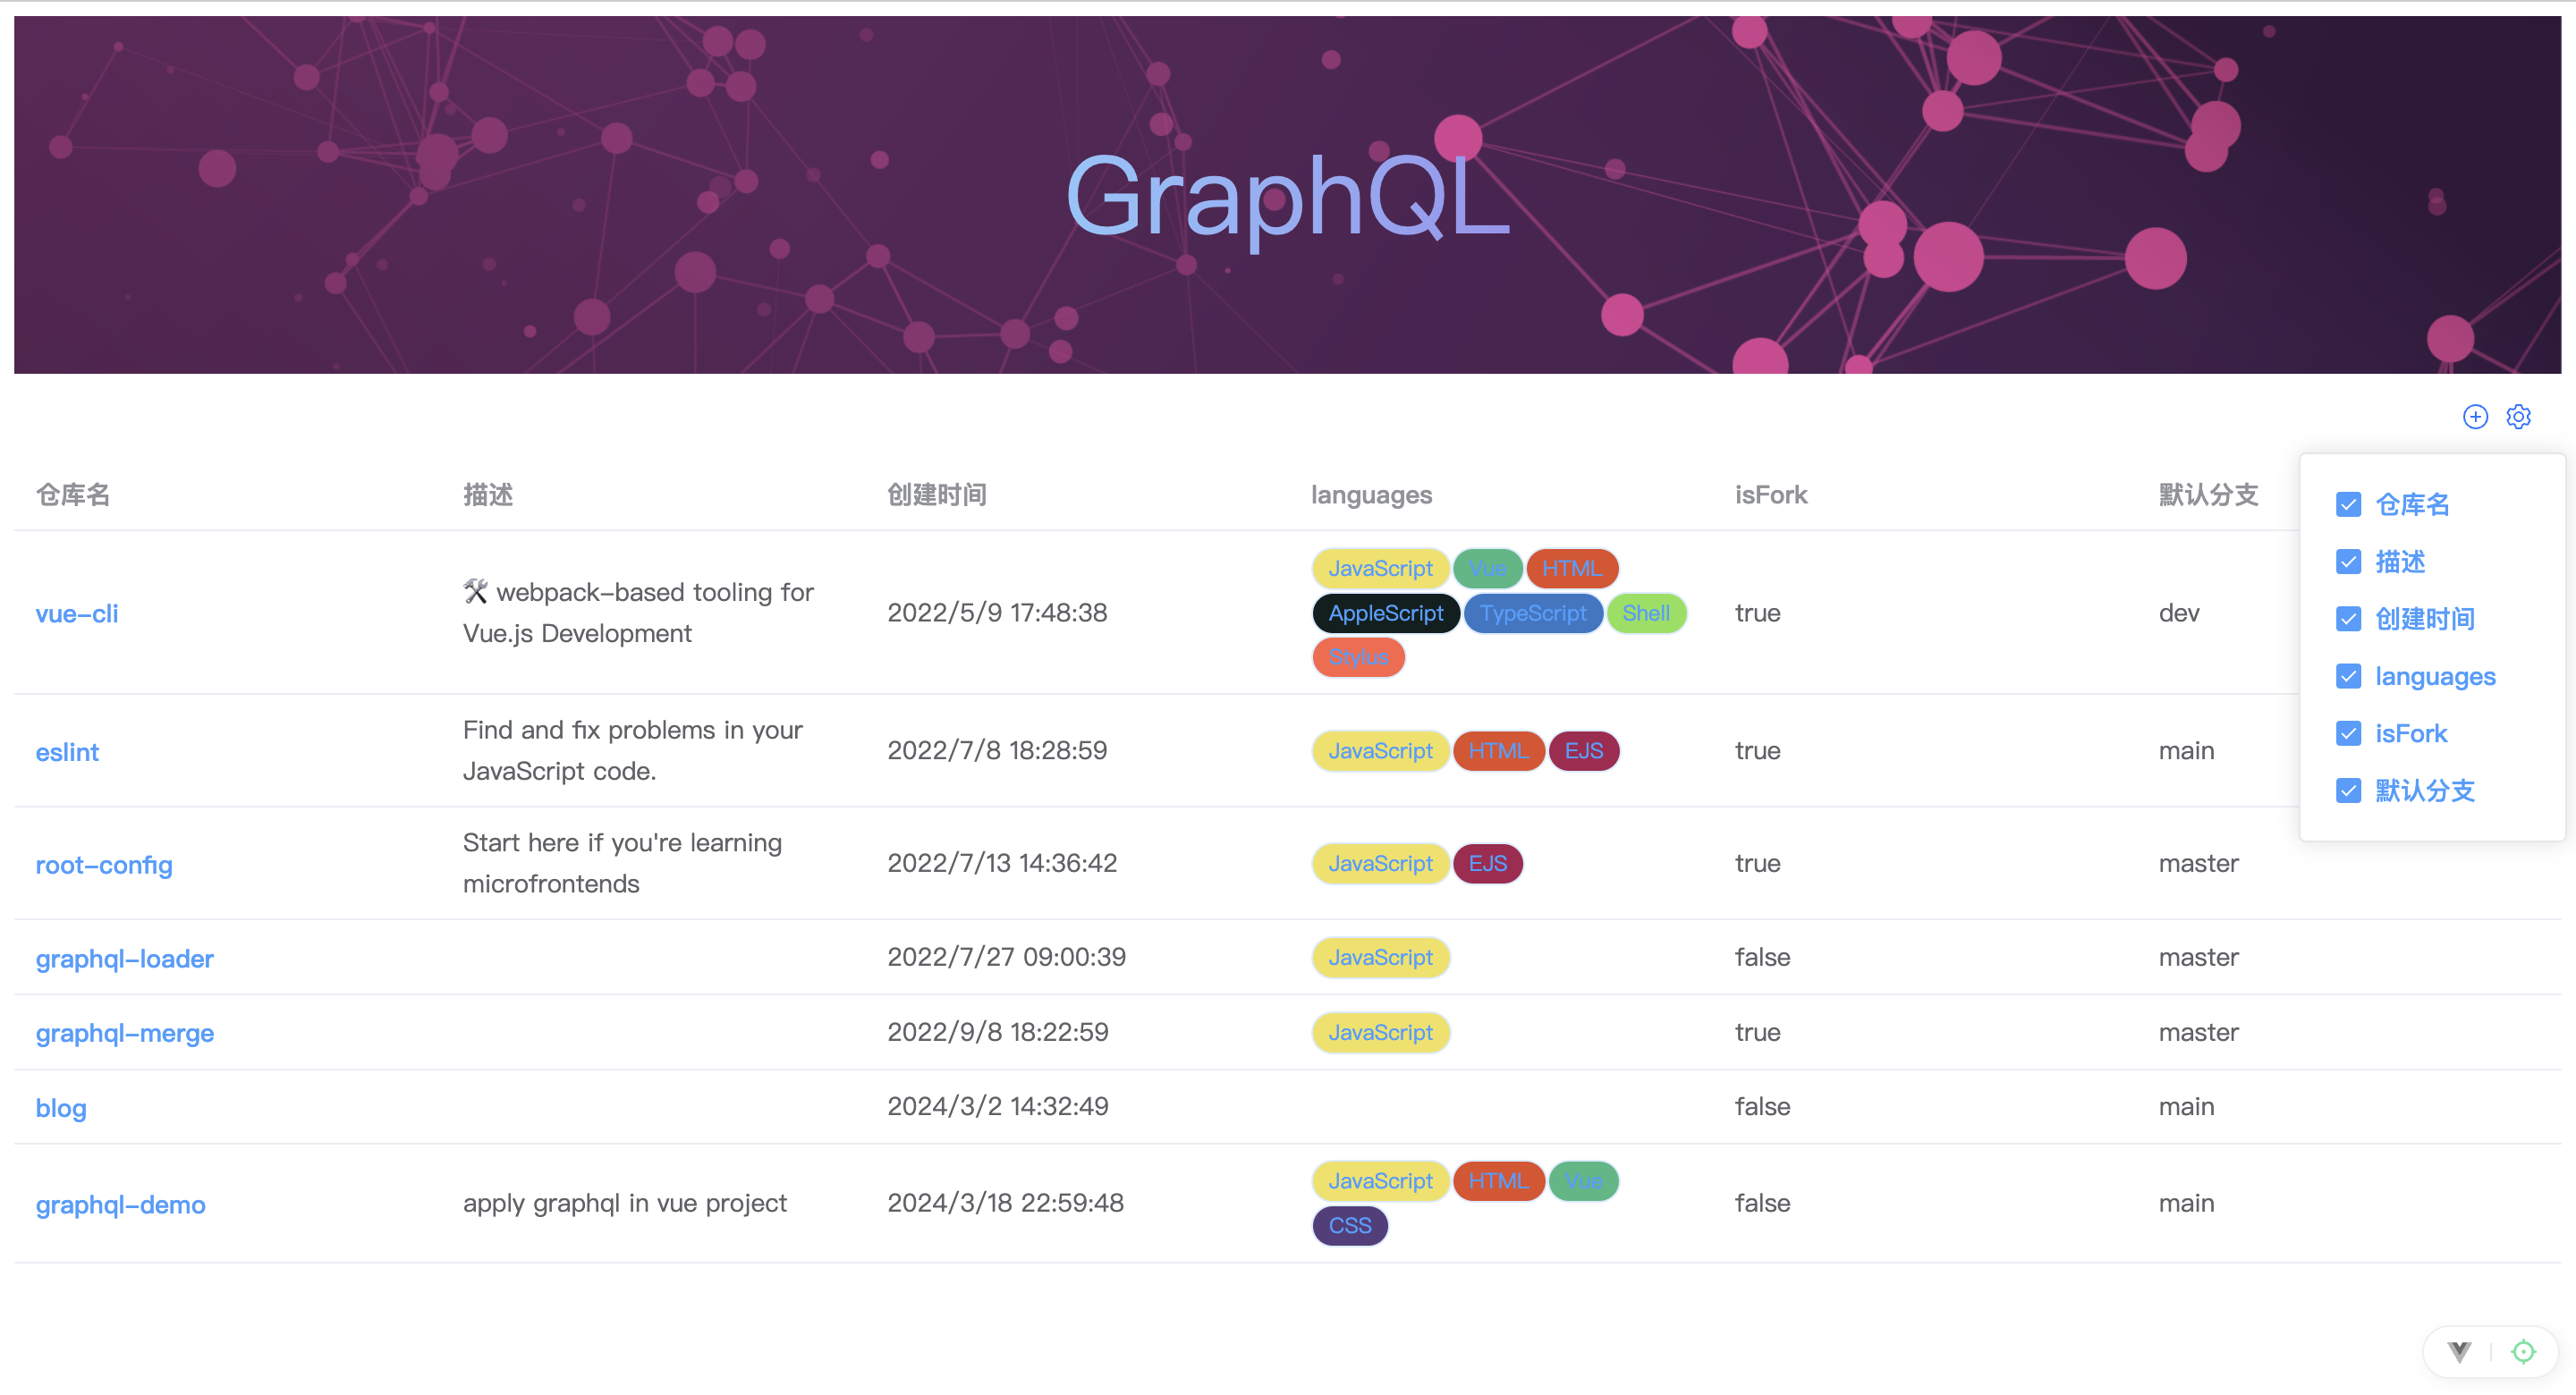 GraphQL
仓库名 描述 创建时间 languages isFork 默认分支
vue-cli 🛠 webpack-based tooling for Vue.js Development 2022/5/9 17:48:38 JavaScript Vue HTML AppleScript TypeScript Shell Stylus true dev
eslint Find and fix problems in your JavaScript code. 2022/7/8 18:28:59 JavaScript HTML EJS true main
root-config Start here if you're learning microfrontends 2022/7/13 14:36:42 JavaScript EJS true master
graphql-loader 2022/7/27 09:00:39 JavaScript false master
graphql-merge 2022/9/8 18:22:59 JavaScript true master
blog 2024/3/2 14:32:49 false main
graphql-demo apply graphql in vue project 2024/3/18 22:59:48 JavaScript HTML Vue CSS false main
仓库名
描述
创建时间
languages
isFork
默认分支